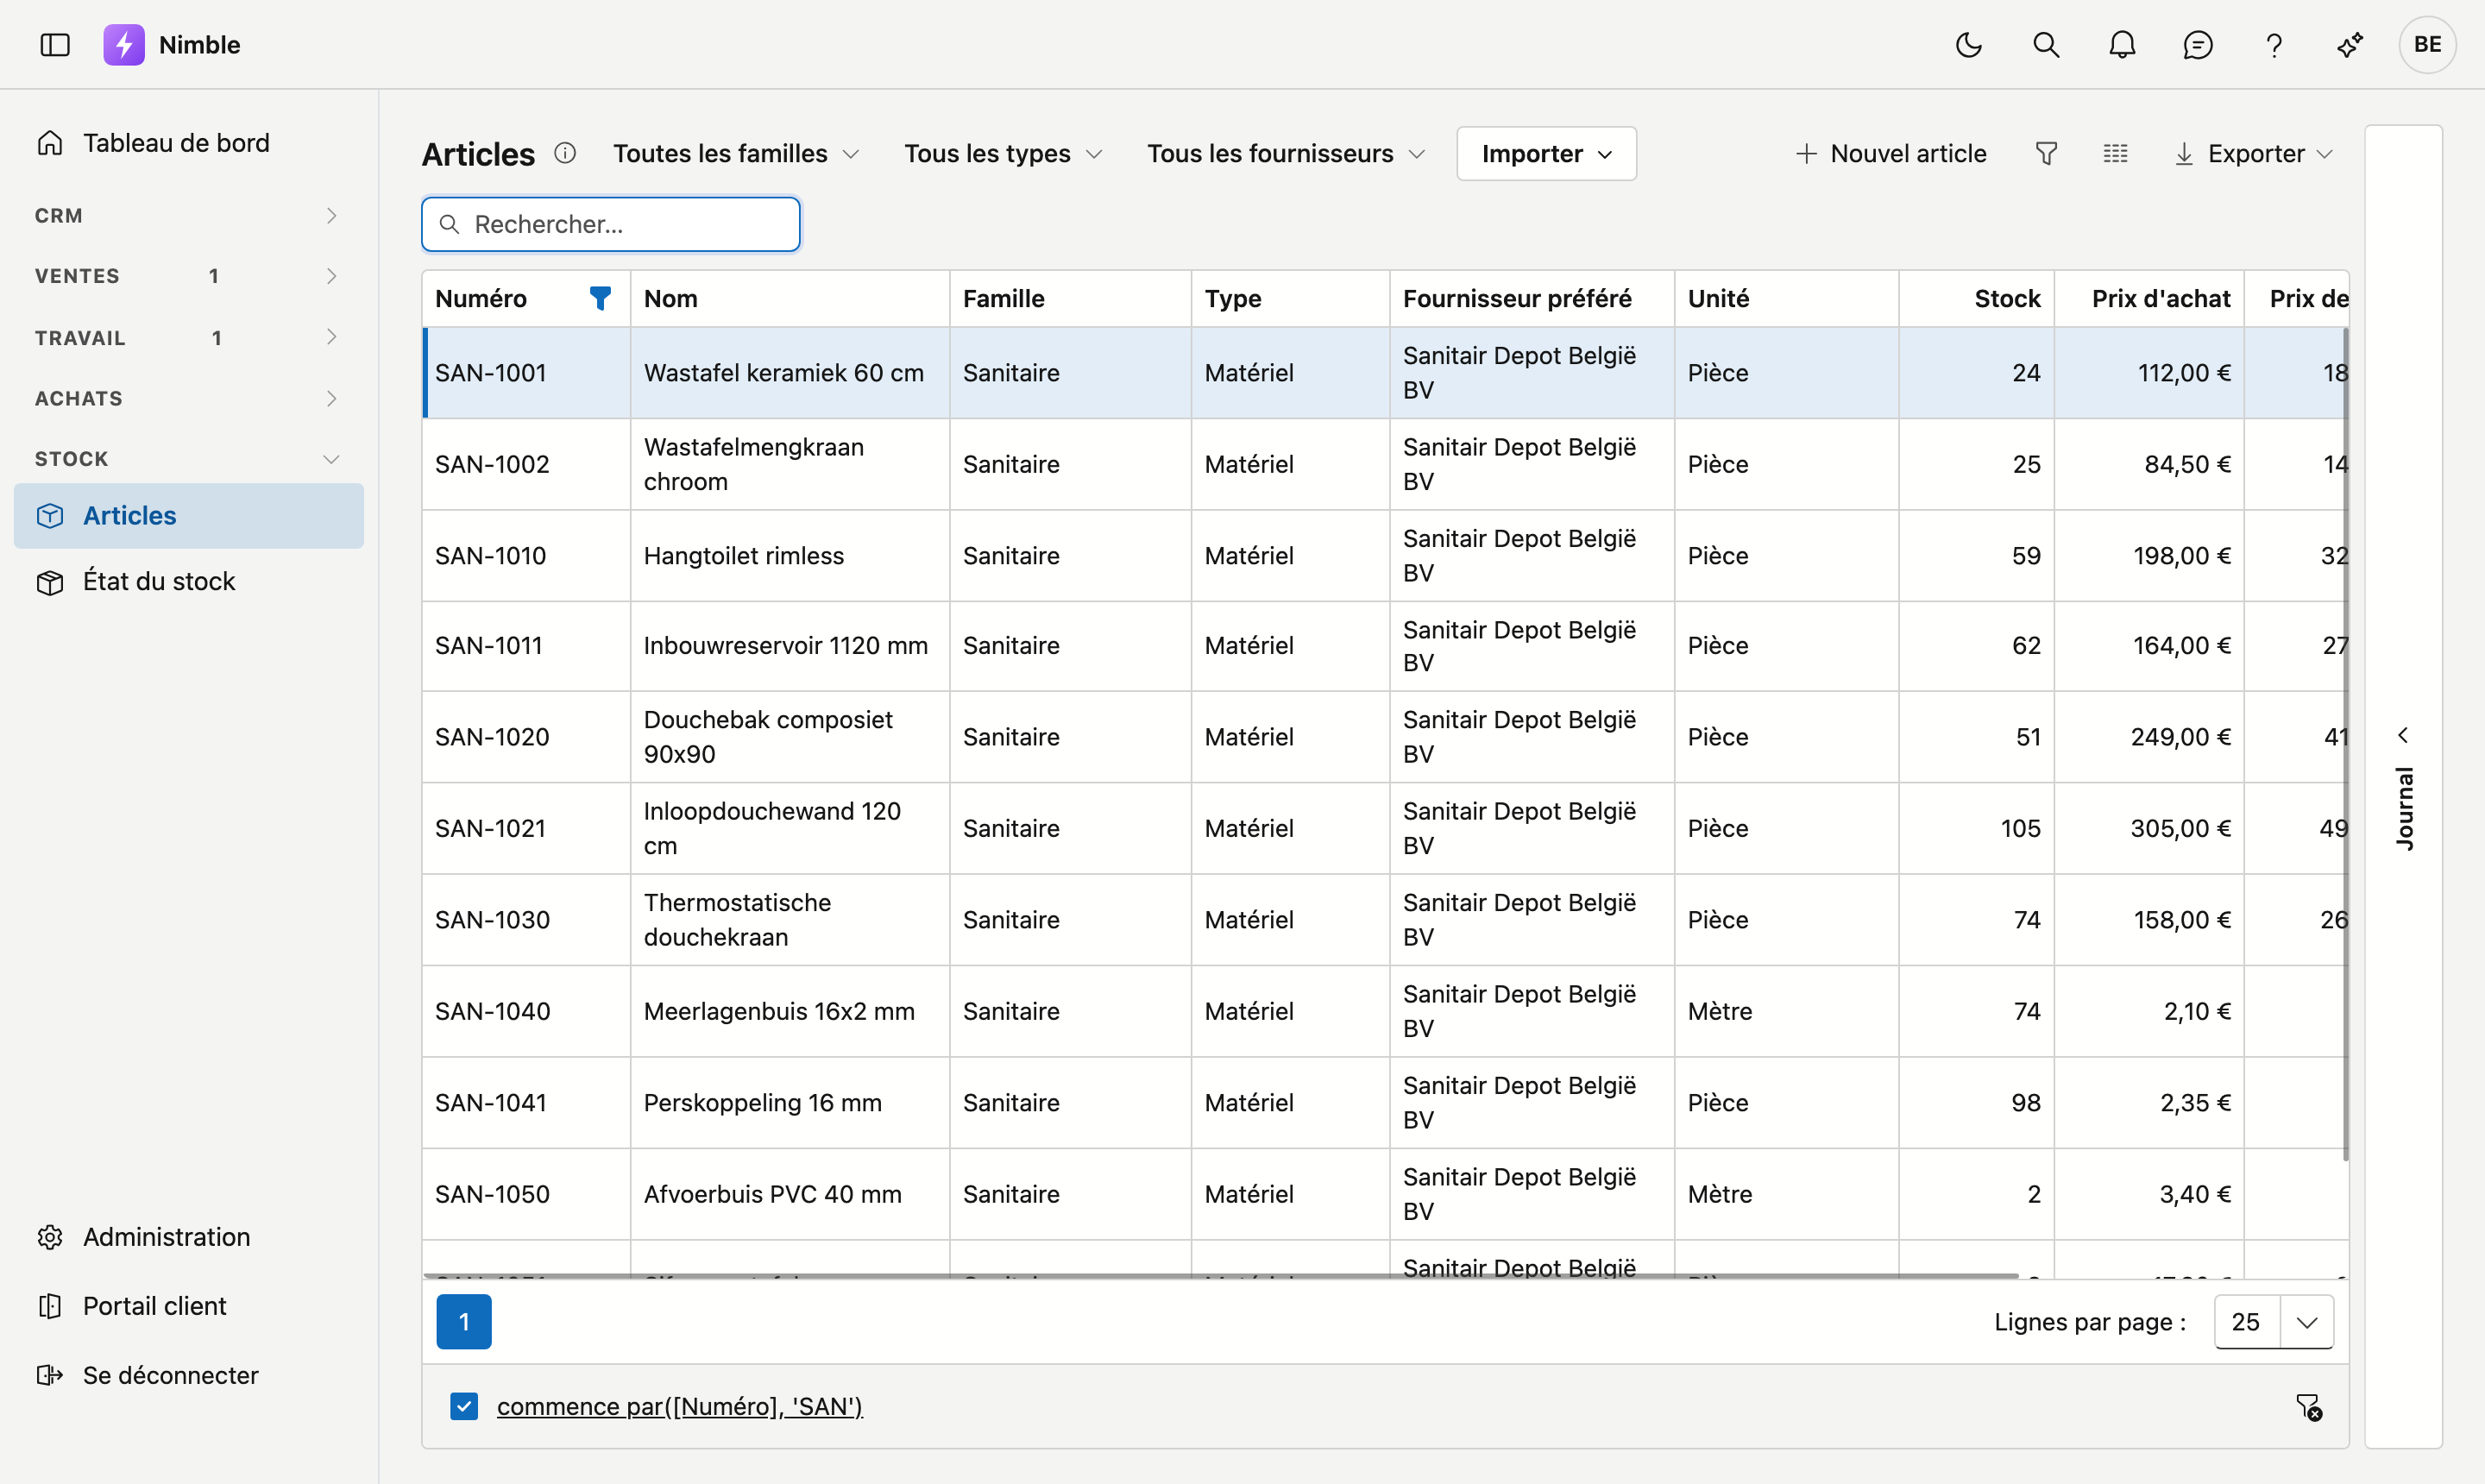 Nimble
BE
Tableau de bord
CRM
VENTES 1
TRAVAIL 1
ACHATS
STOCK
Articles
État du stock
Administration
Portail client
Se déconnecter
Articles Toutes les familles Tous les types Tous les fournisseurs Importer Nouvel article Exporter
Rechercher...
Numéro Nom Famille Type Fournisseur préféré Unité Stock Prix d'achat Prix de
SAN-1001 Wastafel keramiek 60 cm Sanitaire Matériel Sanitair Depot België BV Pièce 24 112,00 € 18
SAN-1002 Wastafelmengkraan chroom Sanitaire Matériel Sanitair Depot België BV Pièce 25 84,50 € 14
SAN-1010 Hangtoilet rimless Sanitaire Matériel Sanitair Depot België BV Pièce 59 198,00 € 32
SAN-1011 Inbouwreservoir 1120 mm Sanitaire Matériel Sanitair Depot België BV Pièce 62 164,00 € 27
SAN-1020 Douchebak composiet 90x90 Sanitaire Matériel Sanitair Depot België BV Pièce 51 249,00 € 41
SAN-1021 Inloopdouchewand 120 cm Sanitaire Matériel Sanitair Depot België BV Pièce 105 305,00 € 49
SAN-1030 Thermostatische douchekraan Sanitaire Matériel Sanitair Depot België BV Pièce 74 158,00 € 26
SAN-1040 Meerlagenbuis 16x2 mm Sanitaire Matériel Sanitair Depot België BV Mètre 74 2,10 €
SAN-1041 Perskoppeling 16 mm Sanitaire Matériel Sanitair Depot België BV Pièce 98 2,35 €
SAN-1050 Afvoerbuis PVC 40 mm Sanitaire Matériel Sanitair Depot België BV Mètre 2 3,40 €
Sanitair Depot België
1 Lignes par page : 25
commence par([Numéro], 'SAN')
Journal